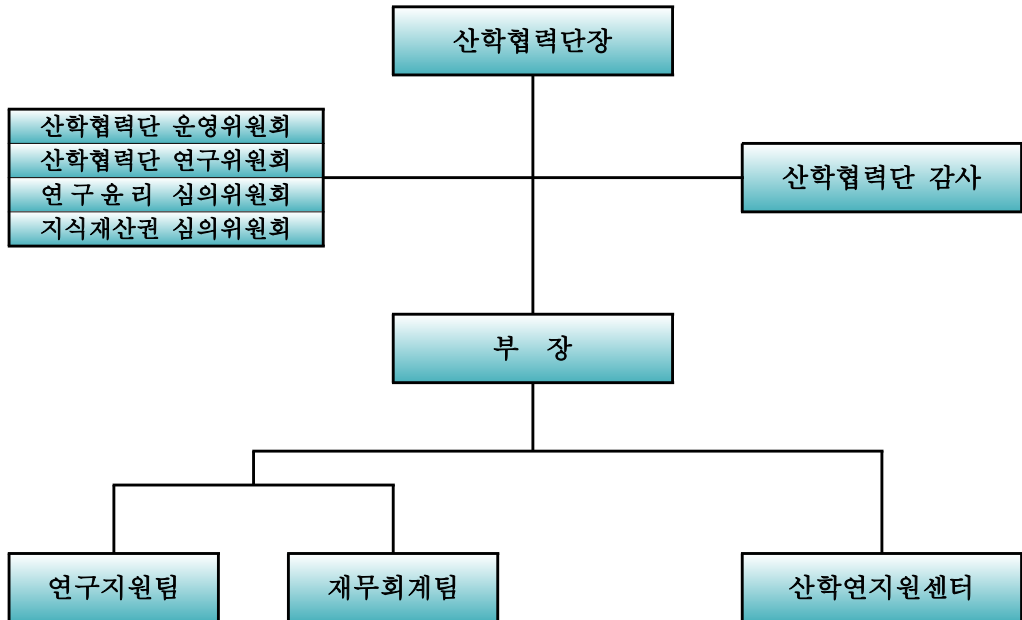 산학협력단장
산학협력단 운영위원회
산학협력단 연구위원회
연구윤리 심의위원회
지식재산권 심의위원회
산학협력단 감사
부 장
연구지원팀
재무회계팀
산학연지원센터